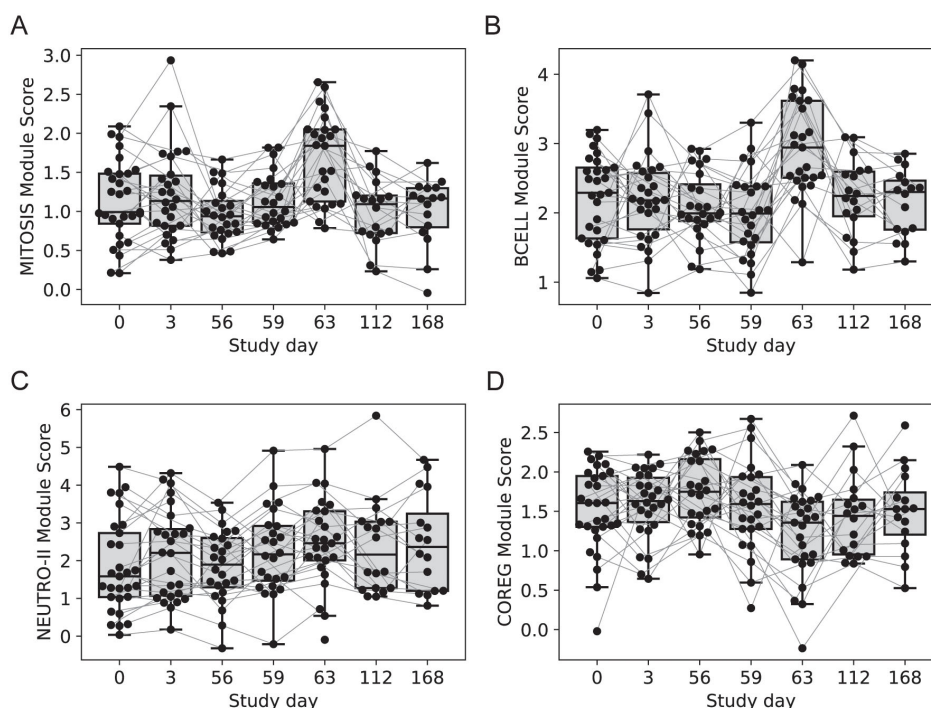 A
MITOSIS Module Score
3.0
2.5
2.0
1.5
1.0
0.5
0.0
0 3 56 59 63 112 168
Study day
B
BCELL Module Score
4
3
2
1
0 3 56 59 63 112 168
Study day
C
NEUTRO-II Module Score
6
5
4
3
2
1
0
0 3 56 59 63 112 168
Study day
D
COREG Module Score
2.5
2.0
1.5
1.0
0.5
0.0
0 3 56 59 63 112 168
Study day